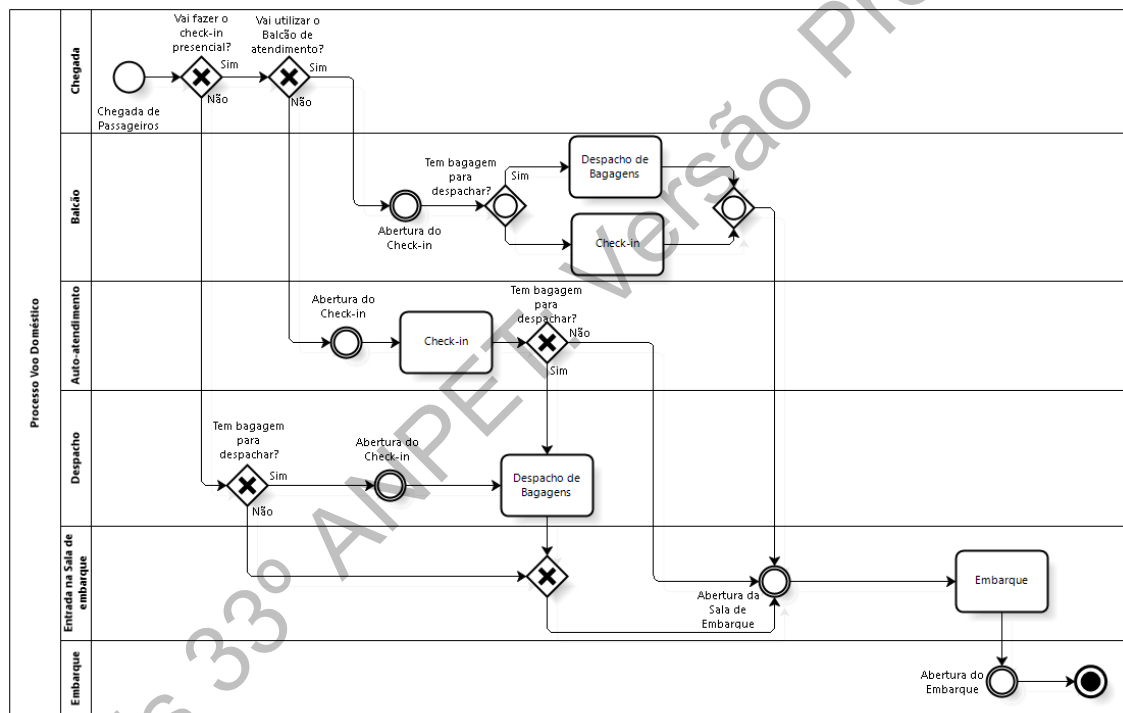 Processo Voo Doméstico
Chegada
Vai fazer o
check-in
presencial?
Vai utilizar o
Balcão de
atendimento?
Sim
Sim
Não
Não
Chegada de
Passageiros
Balcão
Tem bagagem
para
despachar?
Sim
Despacho de
Bagagens
Abertura do
Check-in
Check-in
Auto-atendimento
Abertura do
Check-in
Check-in
Tem bagagem
para
despachar?
Não
Sim
Despacho
Tem bagagem
para
despachar?
Sim
Não
Abertura do
Check-in
Despacho de
Bagagens
Entrada na Sala de
embarque
Abertura da
Sala de
Embarque
Embarque
Embarque
Abertura do
Embarque
33º ANPET: Versão